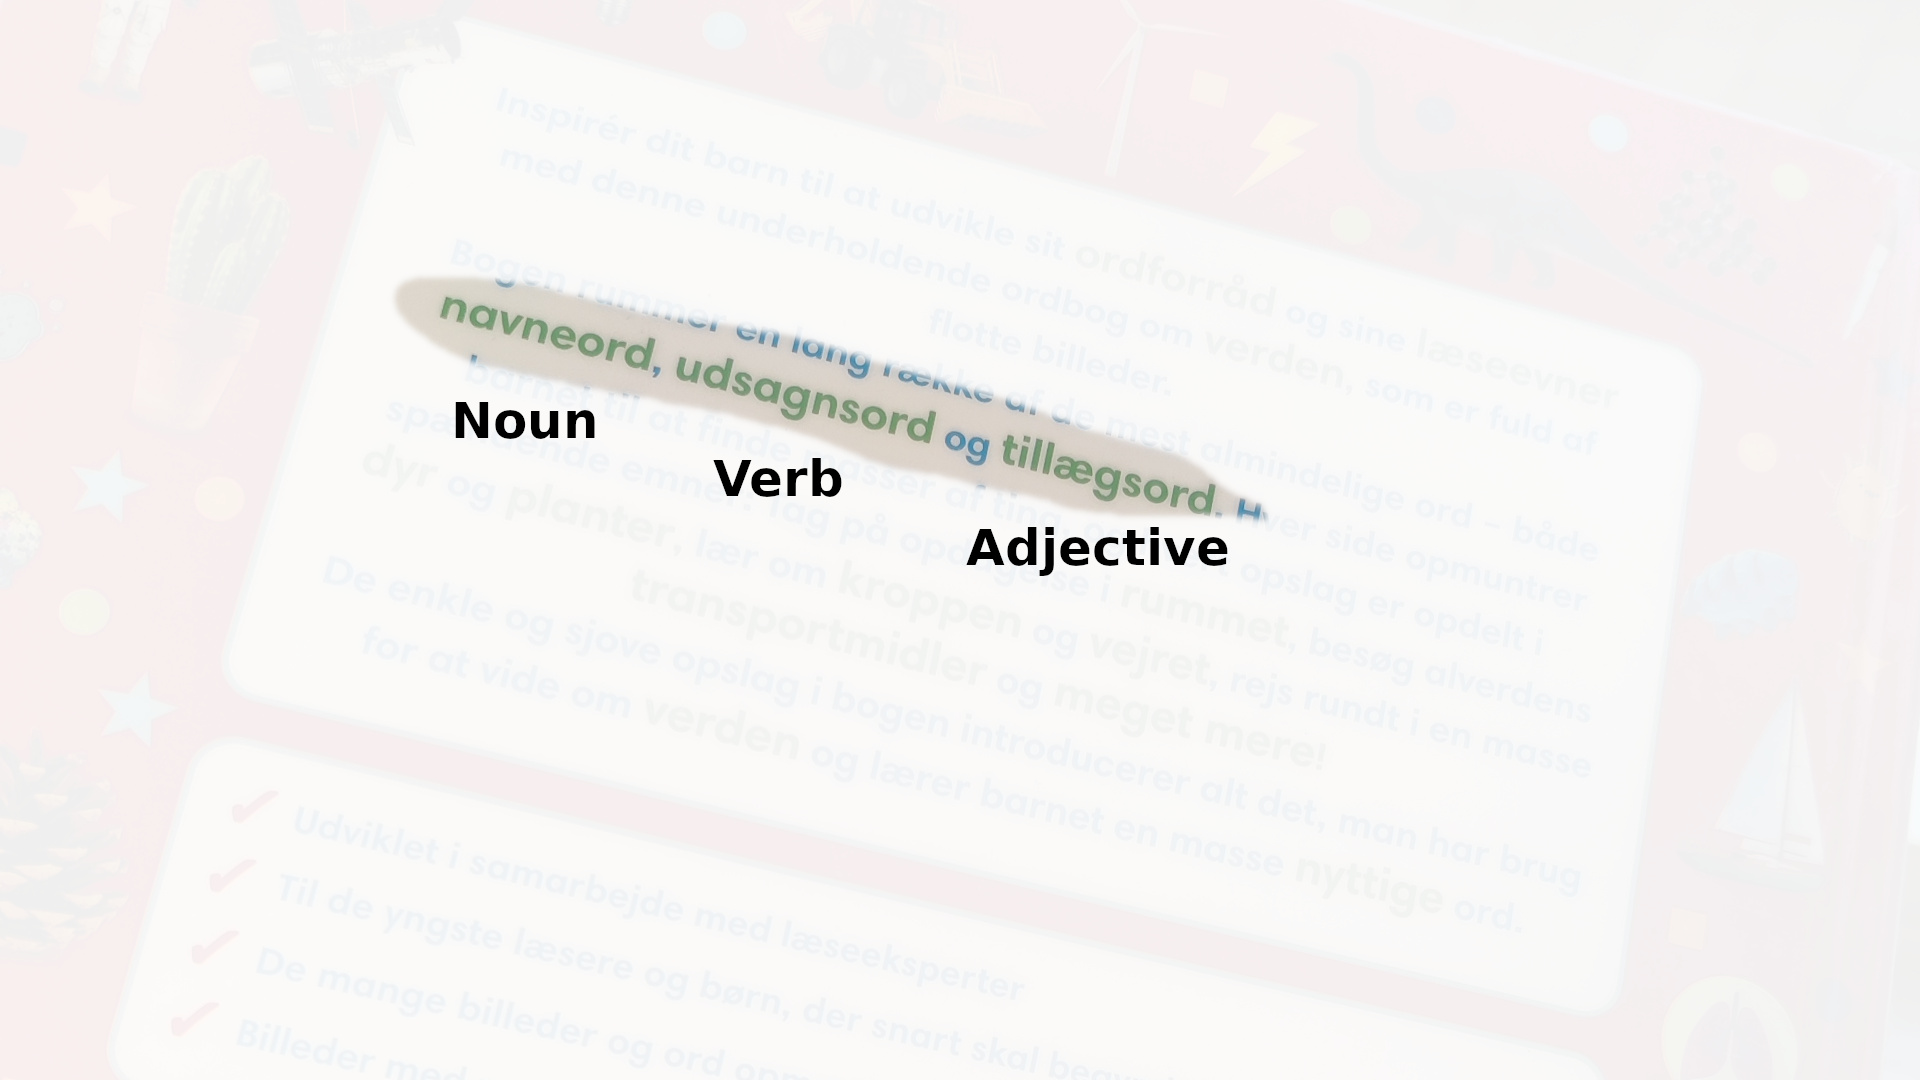 Inspirér dit barn til at udvikle sit ordforråd og sine læseevner
med denne underholdende ordbog om verden, som er fuld af
flotte billeder.
Bogen rummer en lang række af de mest almindelige ord – både
navneord, udsagnsord og tillægsord. Hver side opmuntrer
barnet til at finde masser af ting, og hvert opslag er opdelt i
spændende emner. Tag på opdagelse i rummet, besøg alverdens
dyr og planter, lær om kroppen og vejret, rejs rundt i en masse
transportmidler og meget mere!
De enkle og sjove opslag i bogen introducerer alt det, man har brug
for at vide om verden og lærer barnet en masse nyttige ord.
Noun
Verb
Adjective
Udviklet i samarbejde med læseeksperter
Til de yngste læsere og børn, der snart skal
De mange billeder og ord
Billeder med